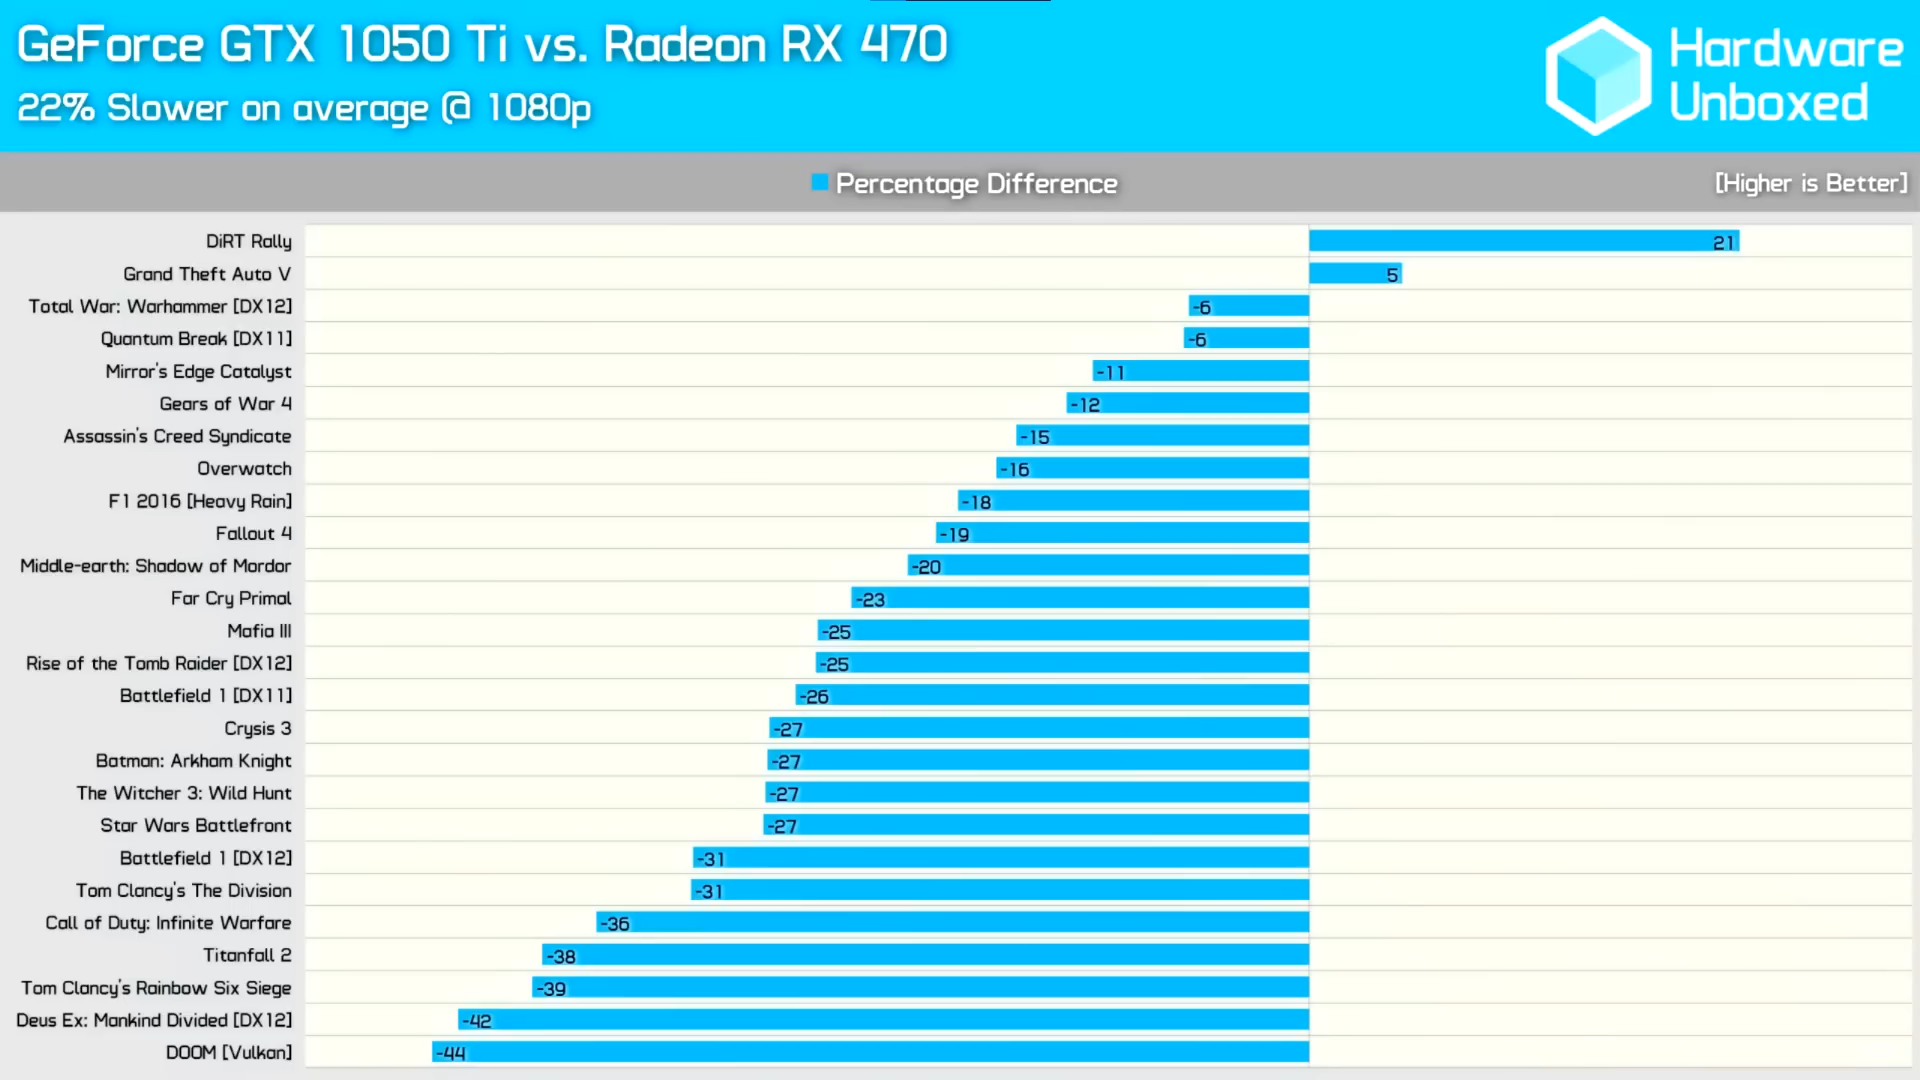 GeForce GTX 1050 Ti vs. Radeon RX 470
22% Slower on average @ 1080p
Hardware
Unboxed
Percentage Difference
[Higher is Better]
DiRT Rally 21
Grand Theft Auto V 5
Total War: Warhammer [DX12] -6
Quantum Break [DX11] -6
Mirror's Edge Catalyst -11
Gears of War 4 -12
Assassin's Creed Syndicate -15
Overwatch -16
F1 2016 [Heavy Rain] -18
Fallout 4 -19
Middle-earth: Shadow of Mordor -20
Far Cry Primal -23
Mafia III -25
Rise of the Tomb Raider [DX12] -25
Battlefield 1 [DX11] -26
Crysis 3 -27
Batman: Arkham Knight -27
The Witcher 3: Wild Hunt -27
Star Wars Battlefront -27
Battlefield 1 [DX12] -31
Tom Clancy's The Division -31
Call of Duty: Infinite Warfare -36
Titanfall 2 -38
Tom Clancy's Rainbow Six Siege -39
Deus Ex: Mankind Divided [DX12] -42
DOOM [Vulkan] -44